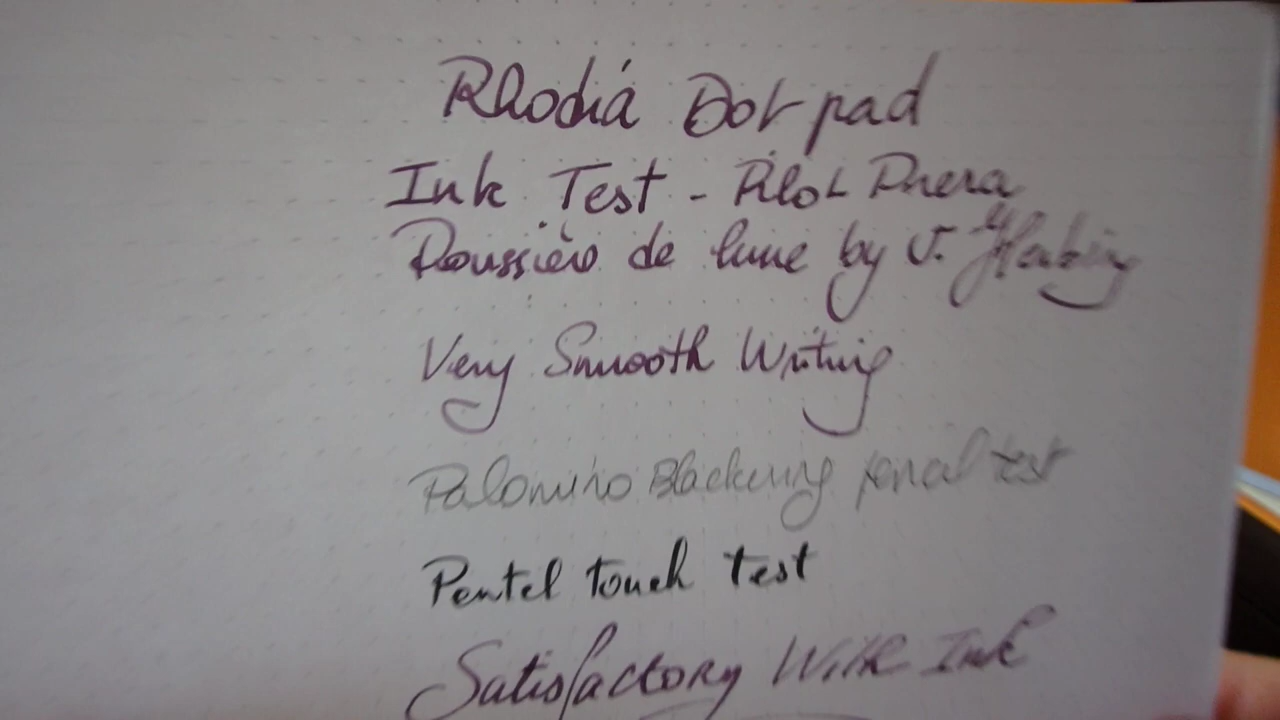 Rhodia Dot pad
Ink Test - Pilot Prera
Poussière de lune by J. Herbin
Very Smooth Writing
Palomino Blackwing pencil test
Pentel touch test
Satisfactory With Ink